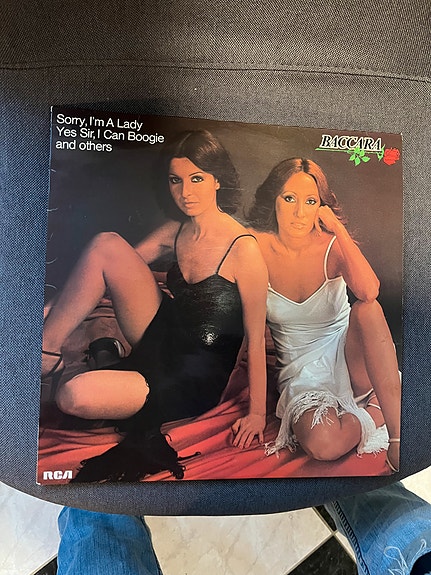 Sorry, I'm A Lady
Yes Sir, I Can Boogie
and others
BACCARA
RCA